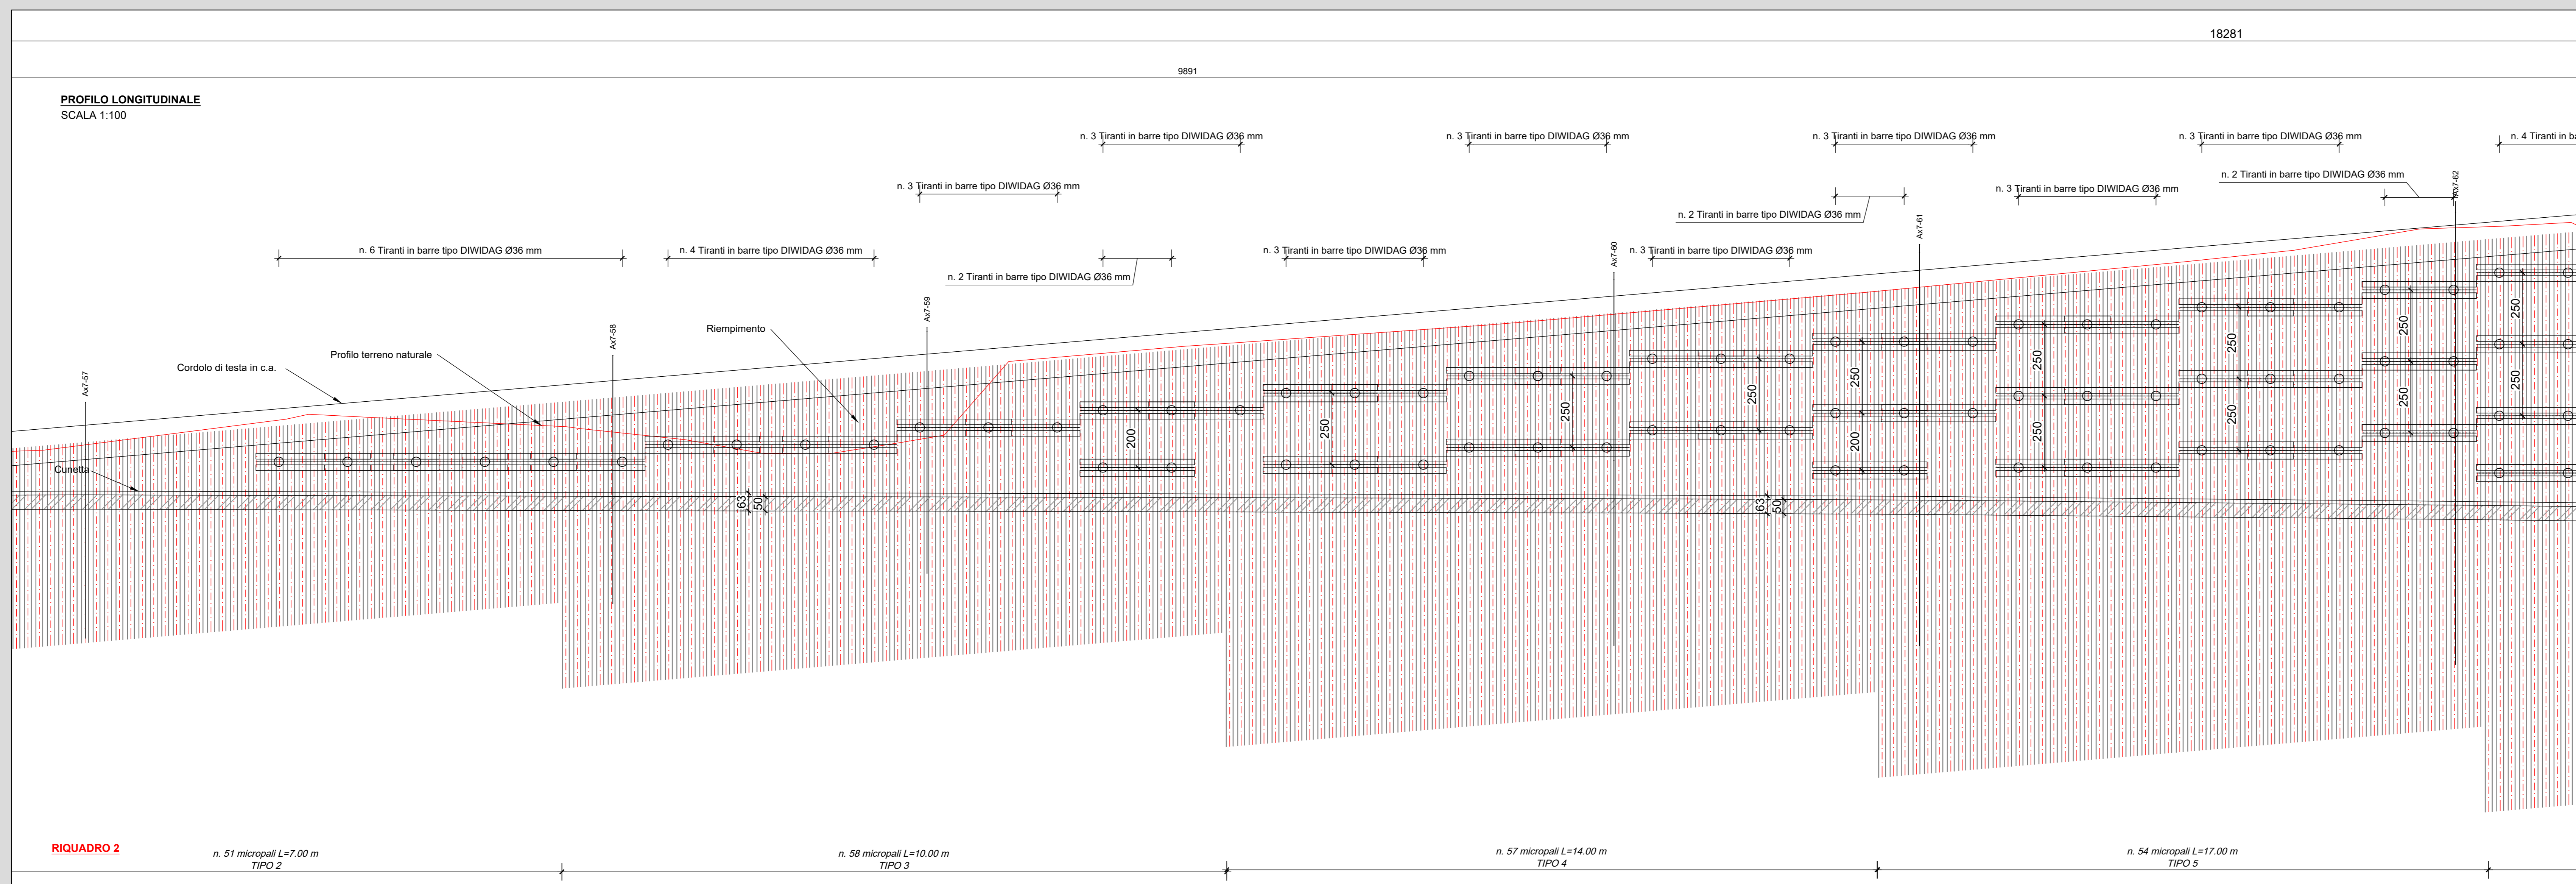 18281
9891
PROFILO LONGITUDINALE
SCALA 1:100
n. 3 Tiranti in barre tipo DIWIDAG Ø36 mm
n. 3 Tiranti in barre tipo DIWIDAG Ø36 mm
n. 3 Tiranti in barre tipo DIWIDAG Ø36 mm
n. 3 Tiranti in barre tipo DIWIDAG Ø36 mm
n. 4 Tiranti in ba
n. 2 Tiranti in barre tipo DIWIDAG Ø36 mm
n. 3 Tiranti in barre tipo DIWIDAG Ø36 mm
n. 3 Tiranti in barre tipo DIWIDAG Ø36 mm
n. 2 Tiranti in barre tipo DIWIDAG Ø36 mm
n. 6 Tiranti in barre tipo DIWIDAG Ø36 mm
n. 4 Tiranti in barre tipo DIWIDAG Ø36 mm
n. 3 Tiranti in barre tipo DIWIDAG Ø36 mm
n. 3 Tiranti in barre tipo DIWIDAG Ø36 mm
n. 2 Tiranti in barre tipo DIWIDAG Ø36 mm
Ax7-57
Ax7-58
Ax7-59
Ax7-60
Ax7-61
Ax7-62
Riempimento
Profilo terreno naturale
Cordolo di testa in c.a.
Cunetta
200
250
250
250
250
200
250
250
250
250
250
250
250
250
63
50
63
50
RIQUADRO 2
n. 51 micropali L=7.00 m
TIPO 2
n. 58 micropali L=10.00 m
TIPO 3
n. 57 micropali L=14.00 m
TIPO 4
n. 54 micropali L=17.00 m
TIPO 5